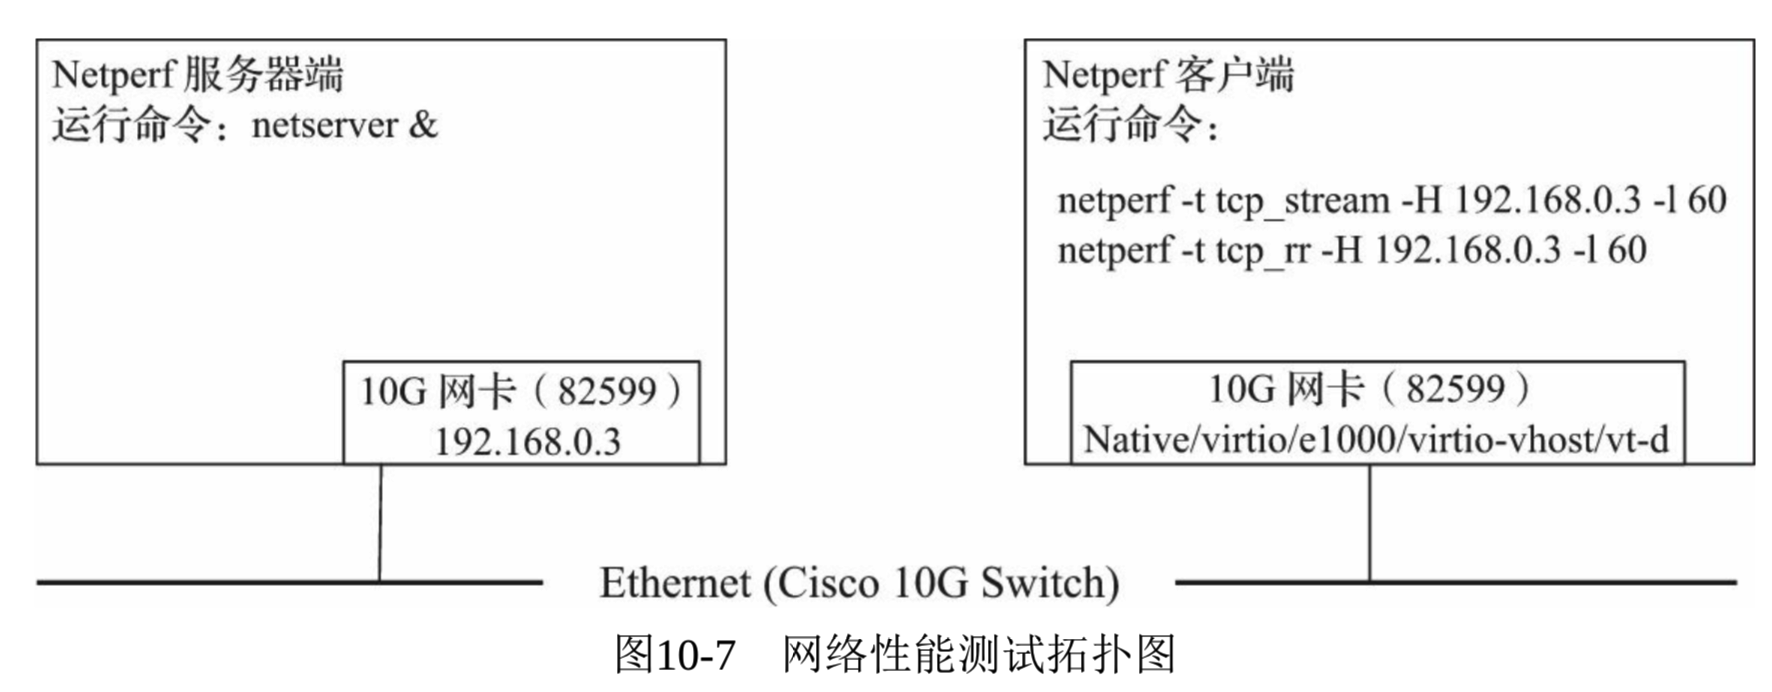 Netperf 服务器端
运行命令：netserver &
10G 网卡（82599）
192.168.0.3
Netperf 客户端
运行命令：
netperf -t tcp_stream -H 192.168.0.3 -l 60
netperf -t tcp_rr -H 192.168.0.3 -l 60
10G 网卡（82599）
Native/virtio/e1000/virtio-vhost/vt-d
Ethernet (Cisco 10G Switch)
图10-7 网络性能测试拓扑图